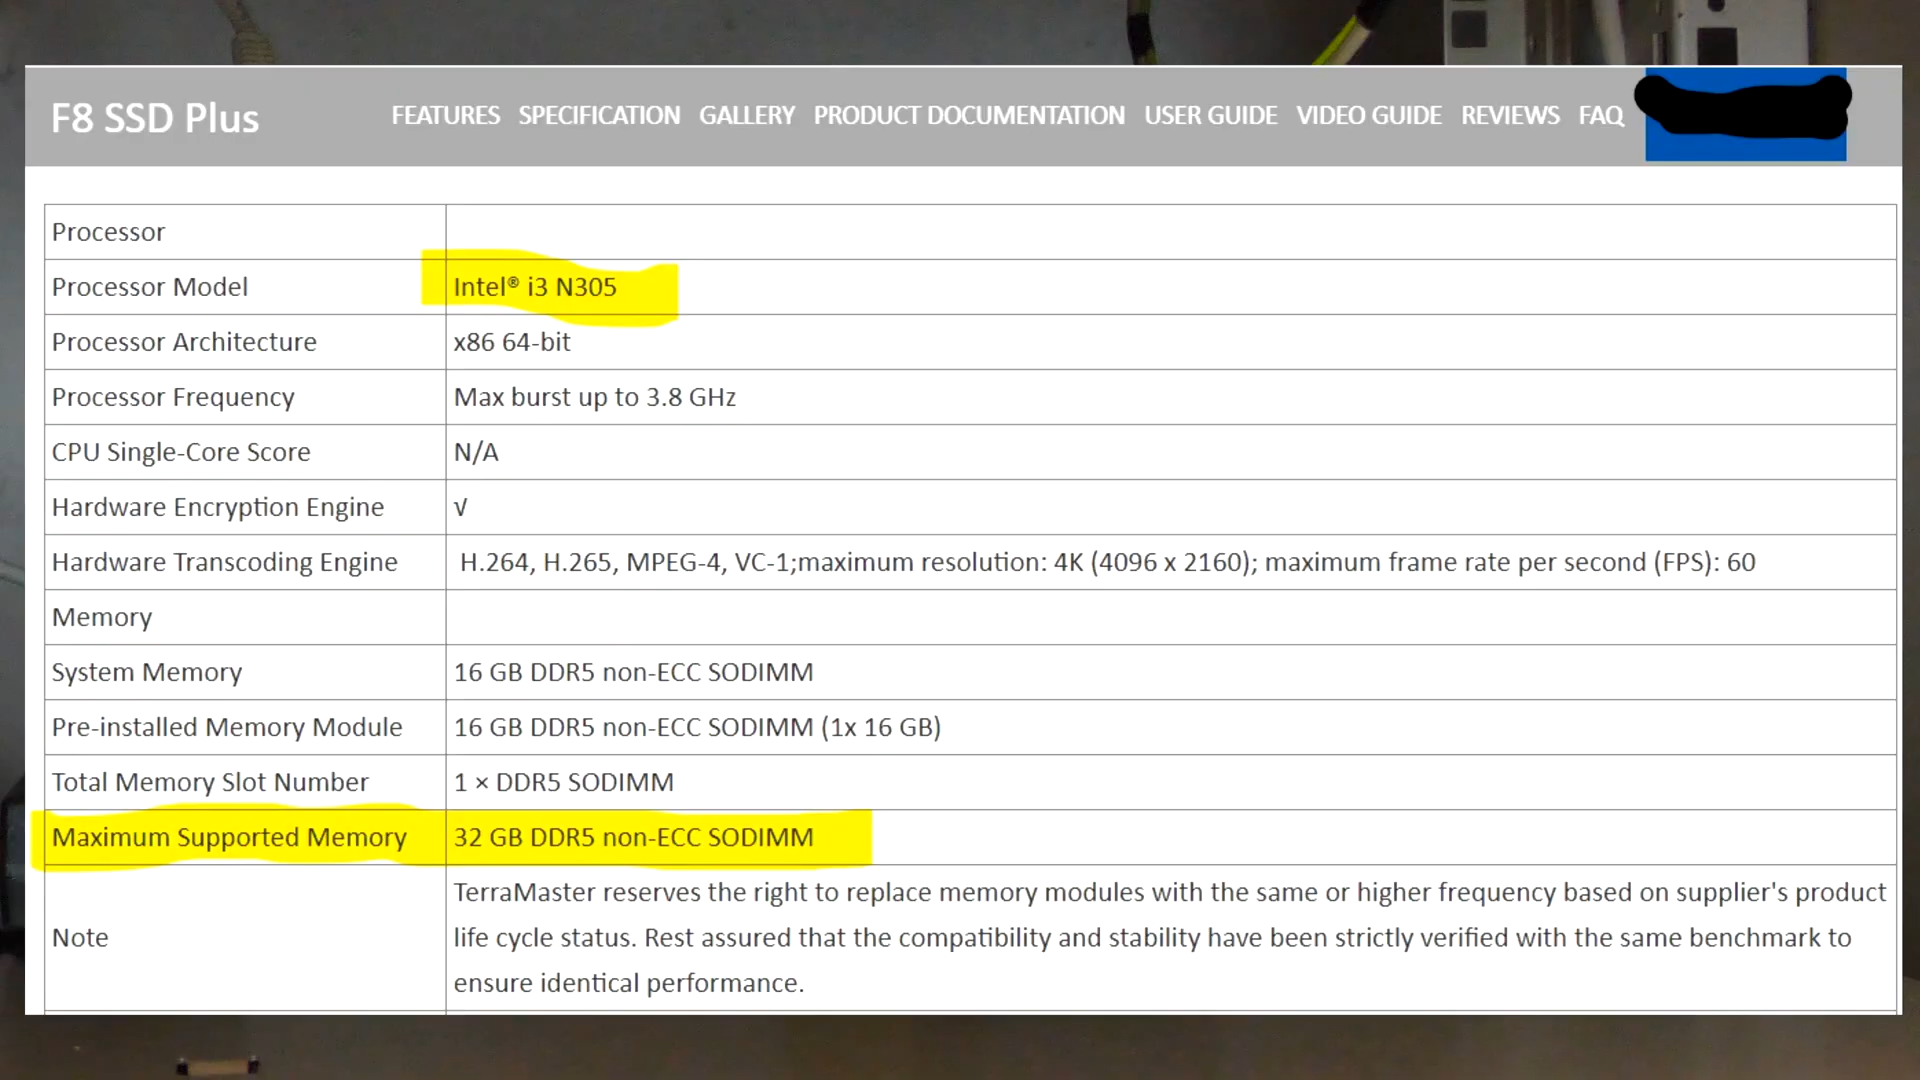 F8 SSD Plus
FEATURES SPECIFICATION GALLERY PRODUCT DOCUMENTATION USER GUIDE VIDEO GUIDE REVIEWS FAQ
Processor
Processor Model Intel® i3 N305
Processor Architecture x86 64-bit
Processor Frequency Max burst up to 3.8 GHz
CPU Single-Core Score N/A
Hardware Encryption Engine √
Hardware Transcoding Engine H.264, H.265, MPEG-4, VC-1;maximum resolution: 4K (4096 x 2160); maximum frame rate per second (FPS): 60
Memory
System Memory 16 GB DDR5 non-ECC SODIMM
Pre-installed Memory Module 16 GB DDR5 non-ECC SODIMM (1x 16 GB)
Total Memory Slot Number 1 × DDR5 SODIMM
Maximum Supported Memory 32 GB DDR5 non-ECC SODIMM
Note
TerraMaster reserves the right to replace memory modules with the same or higher frequency based on supplier's product
life cycle status. Rest assured that the compatibility and stability have been strictly verified with the same benchmark to
ensure identical performance.